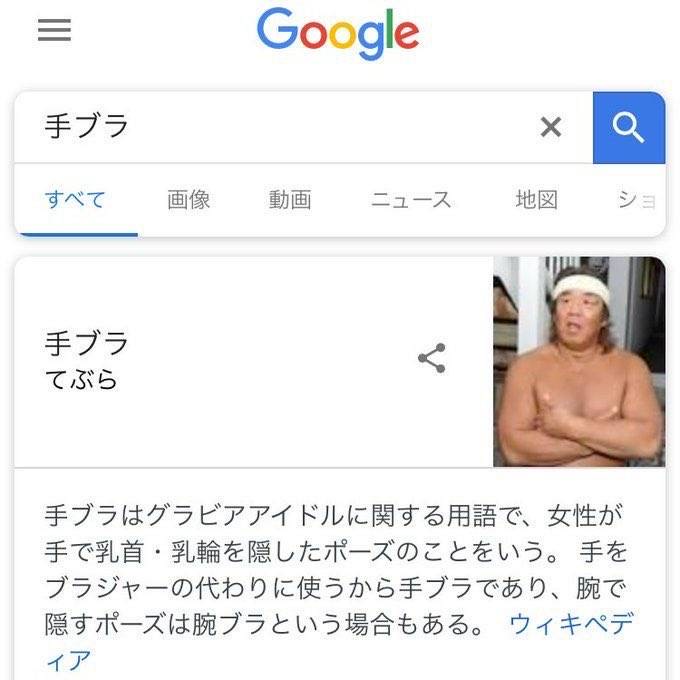 Google
手ブラ
すべて 画像 動画 ニュース 地図 ショ
手ブラ
てぶら
手ブラはグラビアアイドルに関する用語で、女性が
手で乳首・乳輪を隠したポーズのことをいう。 手を
ブラジャーの代わりに使うから手ブラであり、腕で
隠すポーズは腕ブラという場合もある。 ウィキペデ
ィア